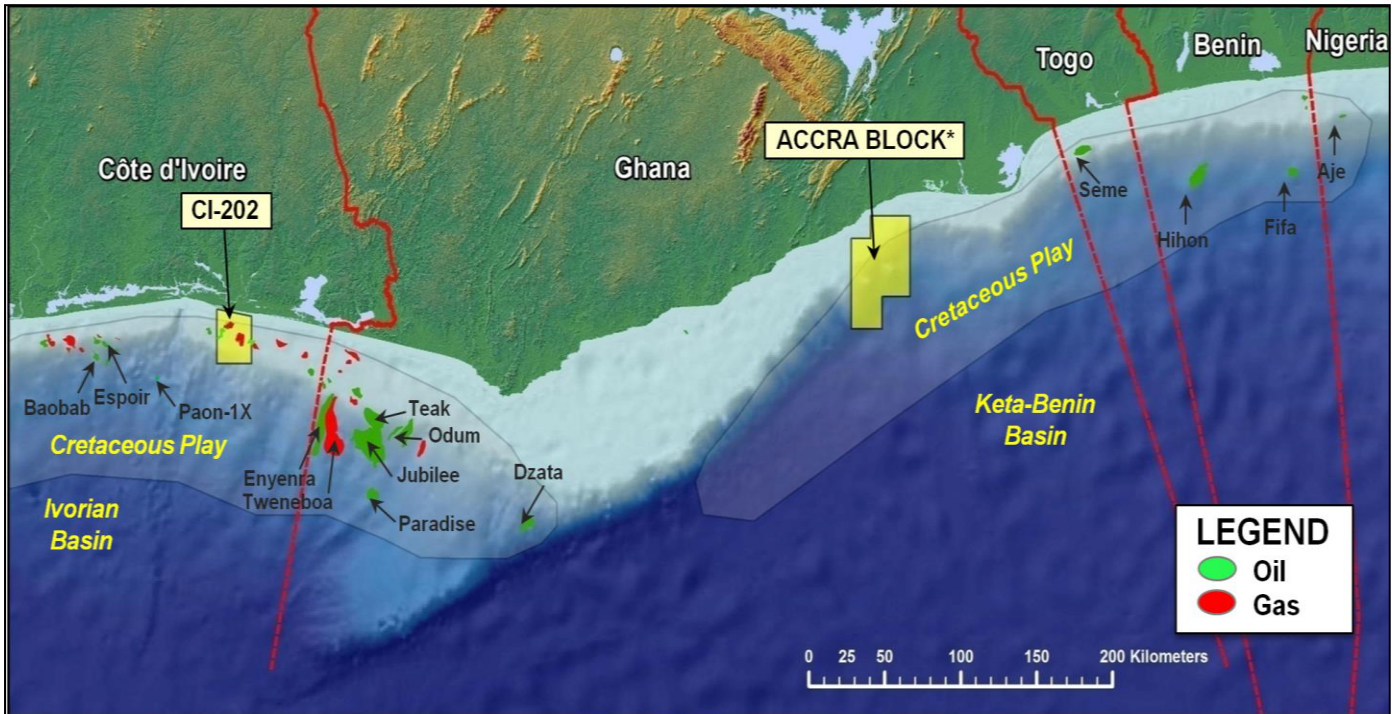 Togo
Benin
Nigeria
Côte d'Ivoire
CI-202
Ghana
ACCRA BLOCK*
Seme
Hihon
Fifa
Aje
Cretaceous Play
Keta-Benin
Basin
Baobab
Espoir
Paon-1X
Cretaceous Play
Ivorian
Basin
Enyenra
Tweneboa
Teak
Odum
Jubilee
Paradise
Dzata
LEGEND
Oil
Gas
0 25 50 100 150 200 Kilometers